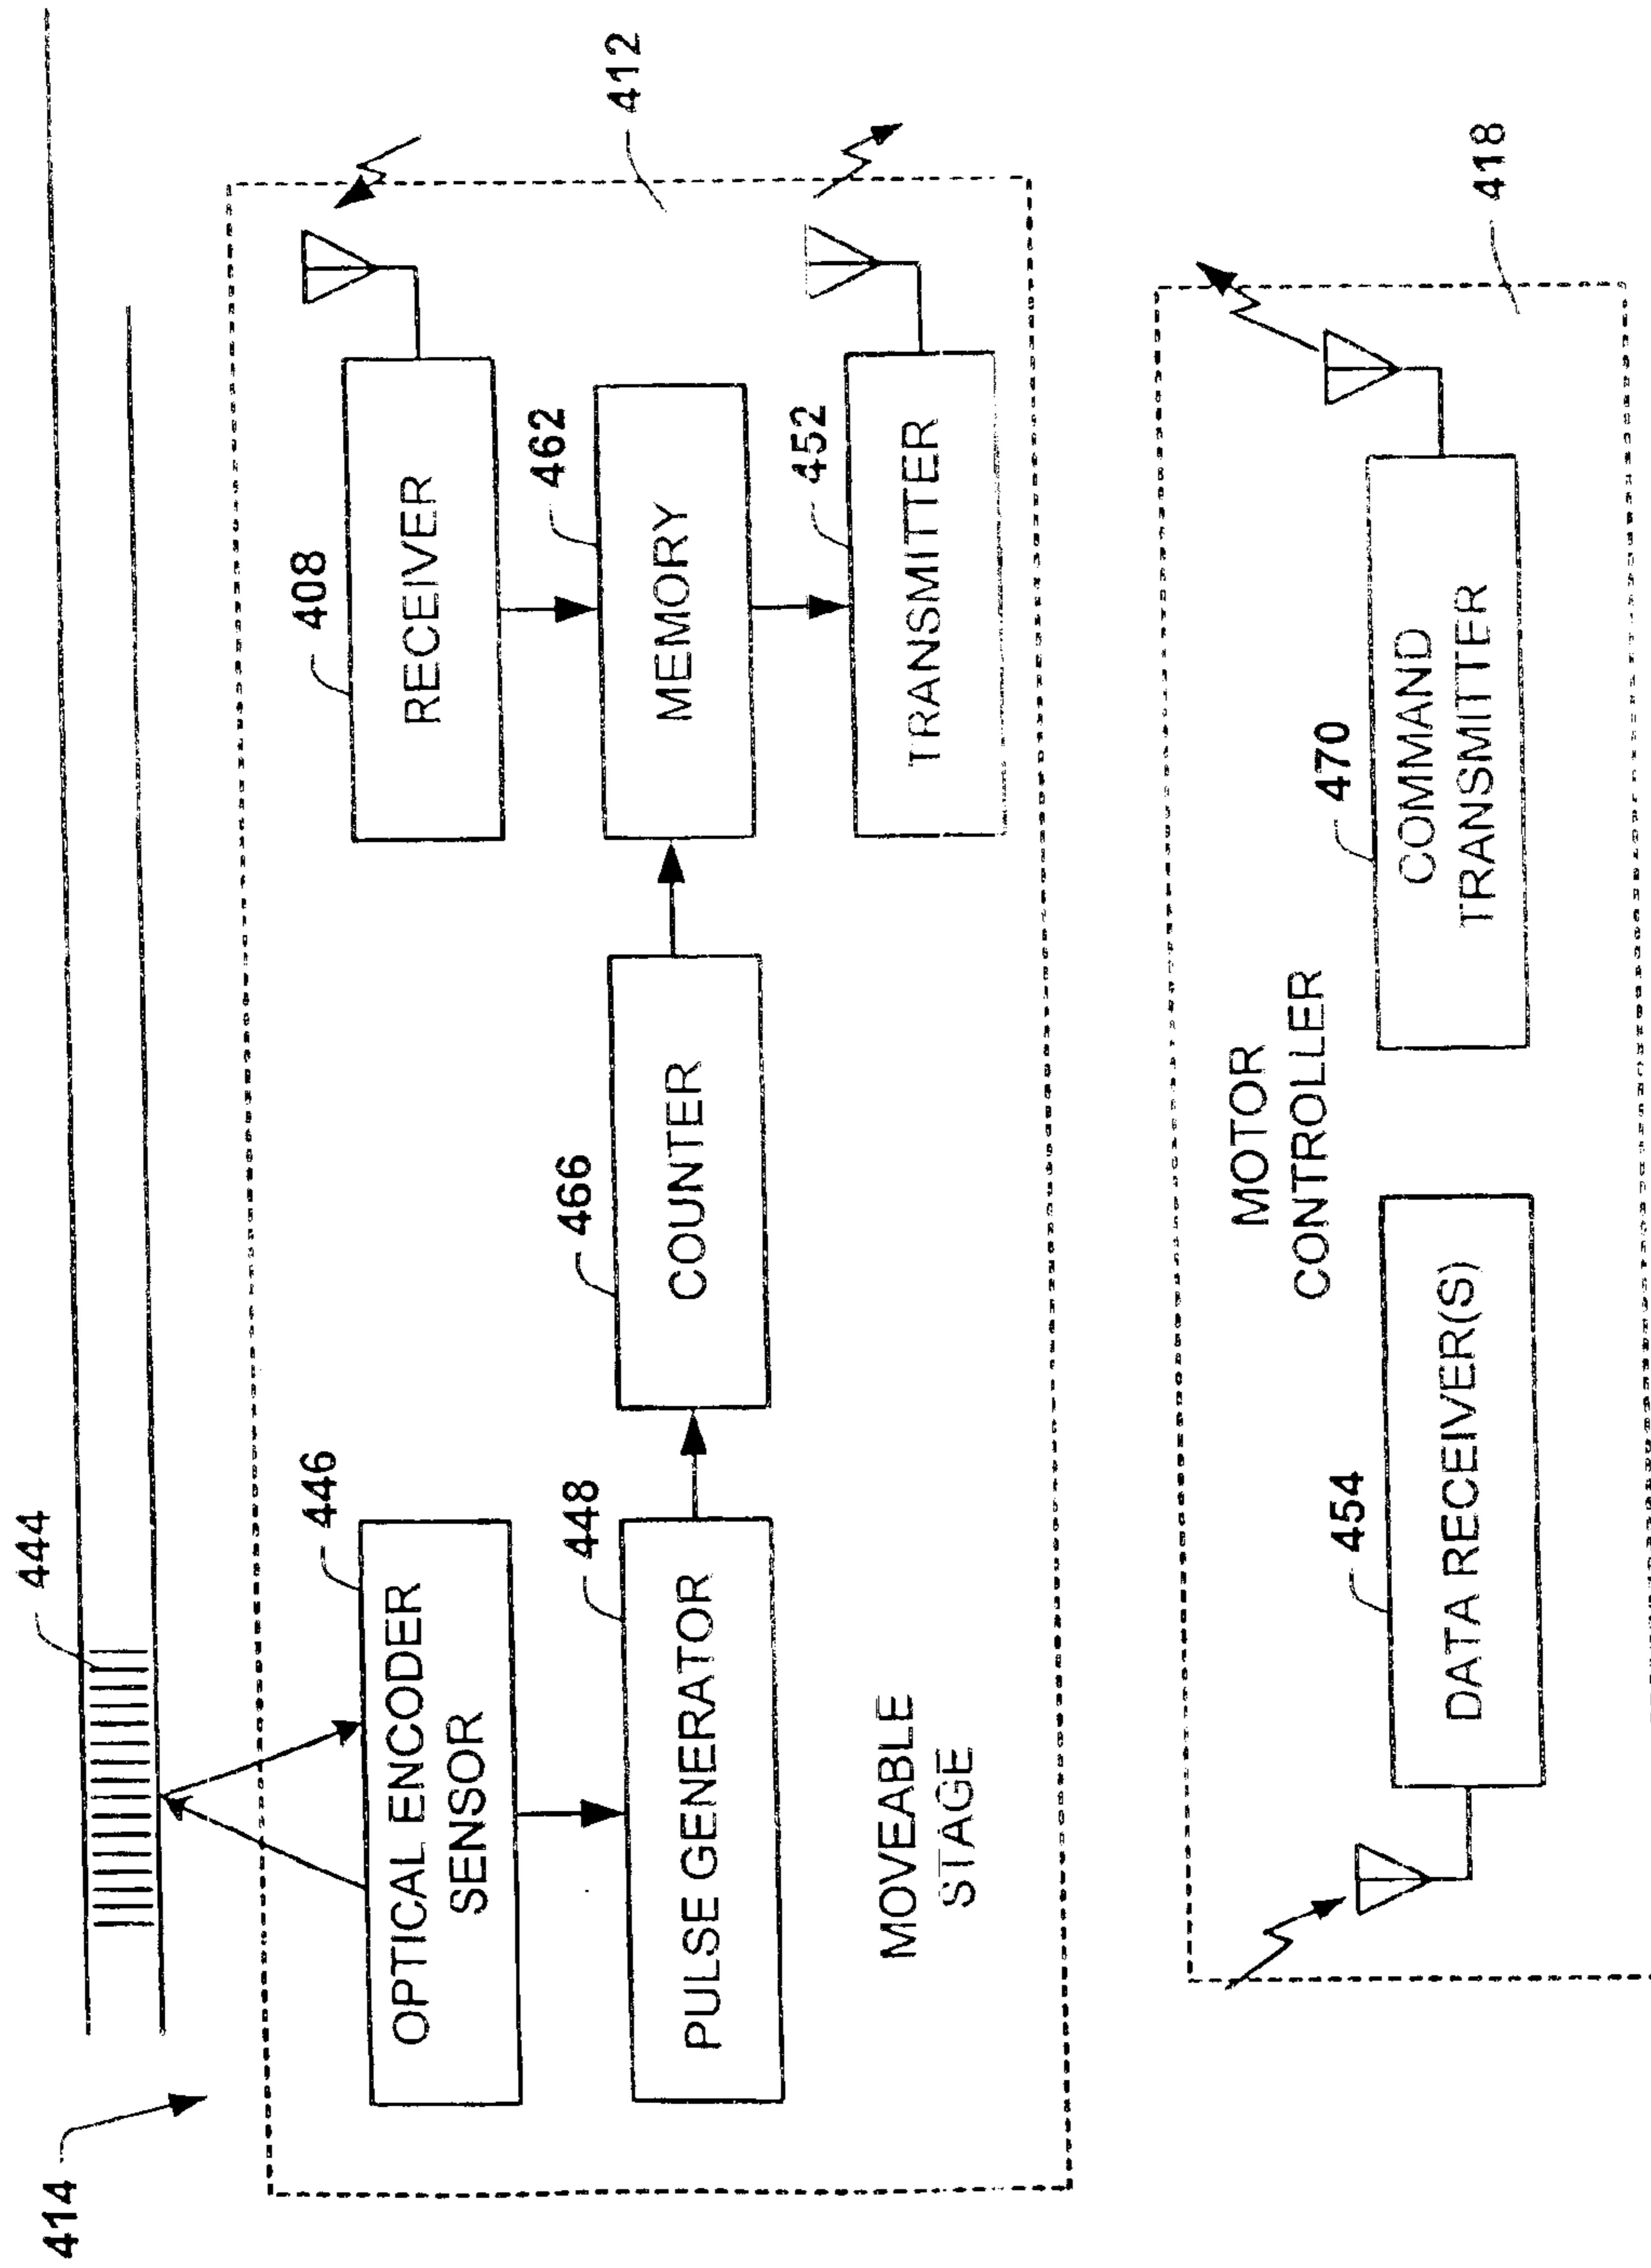 414
444
446
OPTICAL ENCODER
SENSOR
448
PULSE GENERATOR
466
COUNTER
408
RECEIVER
462
MEMORY
452
TRANSMITTER
MOVEABLE
STAGE
412
MOTOR
CONTROLLER
454
DATA RECEIVER(S)
470
COMMAND
TRANSMITTER
418